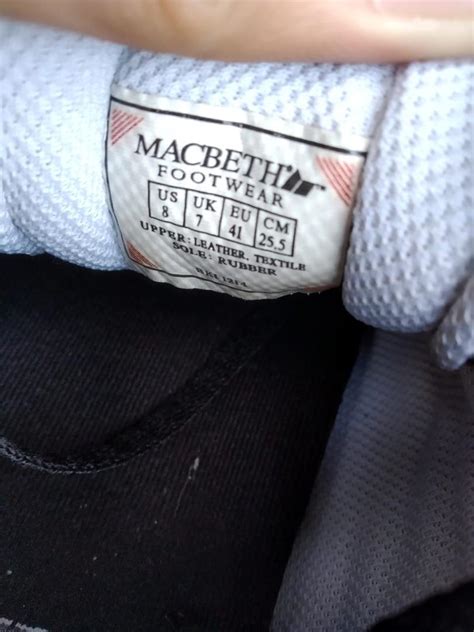 MACBETH
FOOTWEAR
US UK EU CM
8 7 41 25.5
UPPER: LEATHER, TEXTILE
SOLE: RUBBER